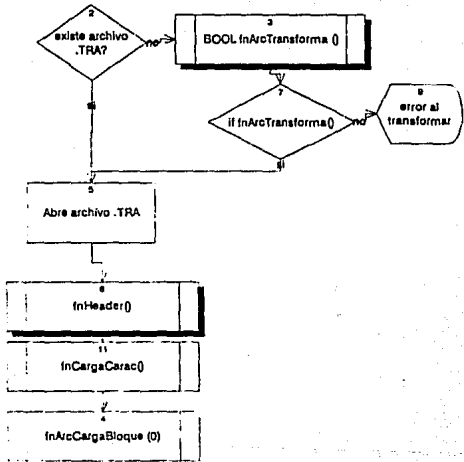 2
existe archivo
.TRA?
no
3
BOOL fnArcTransforma ()
7
if fnArcTransforma()
no
9
error al
transformar
si
si
5
Abre archivo .TRA
6
fnHeader()
11
fnCargaCarac()
4
fnArcCargaBloque (0)